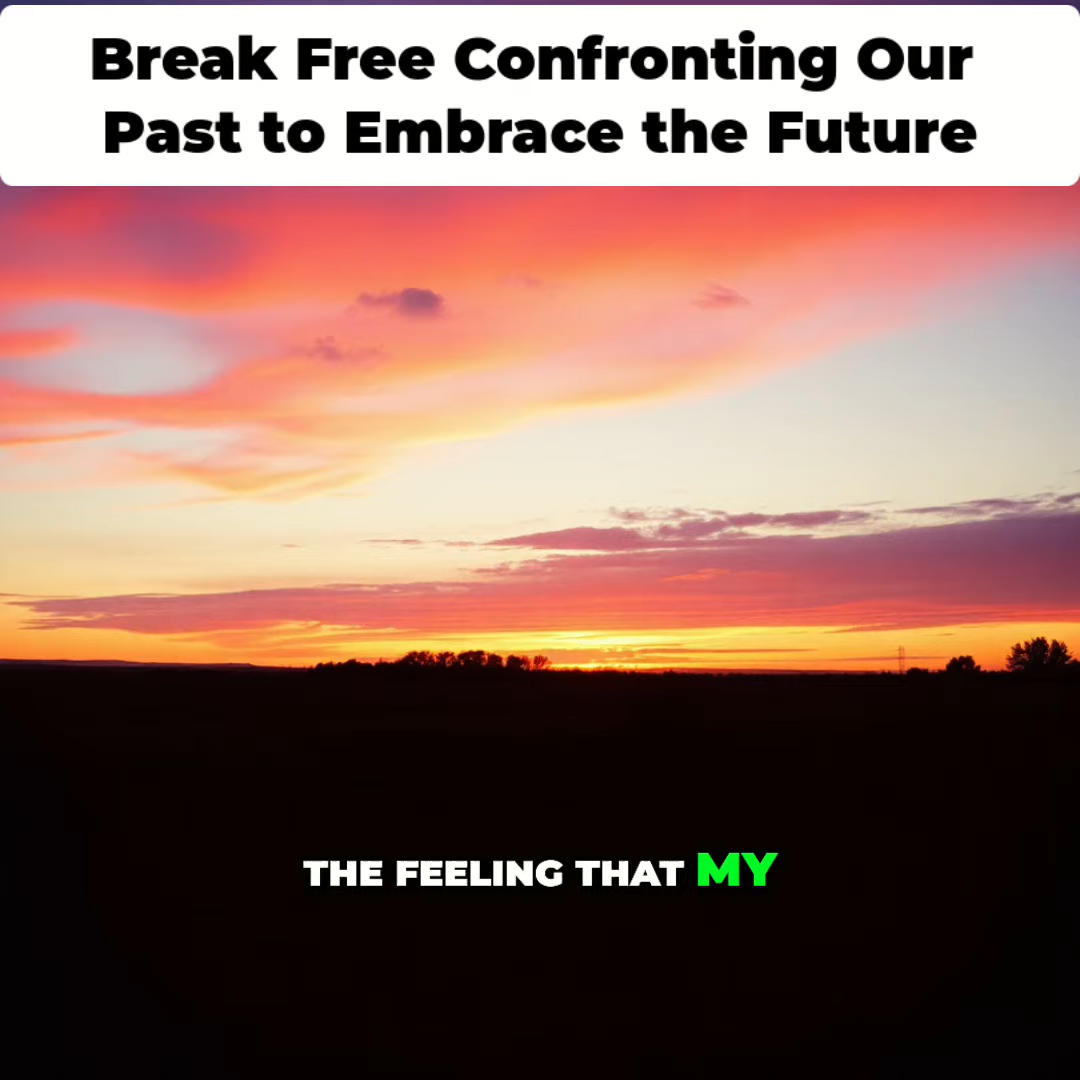 Break Free Confronting Our
Past to Embrace the Future
THE FEELING THAT MY